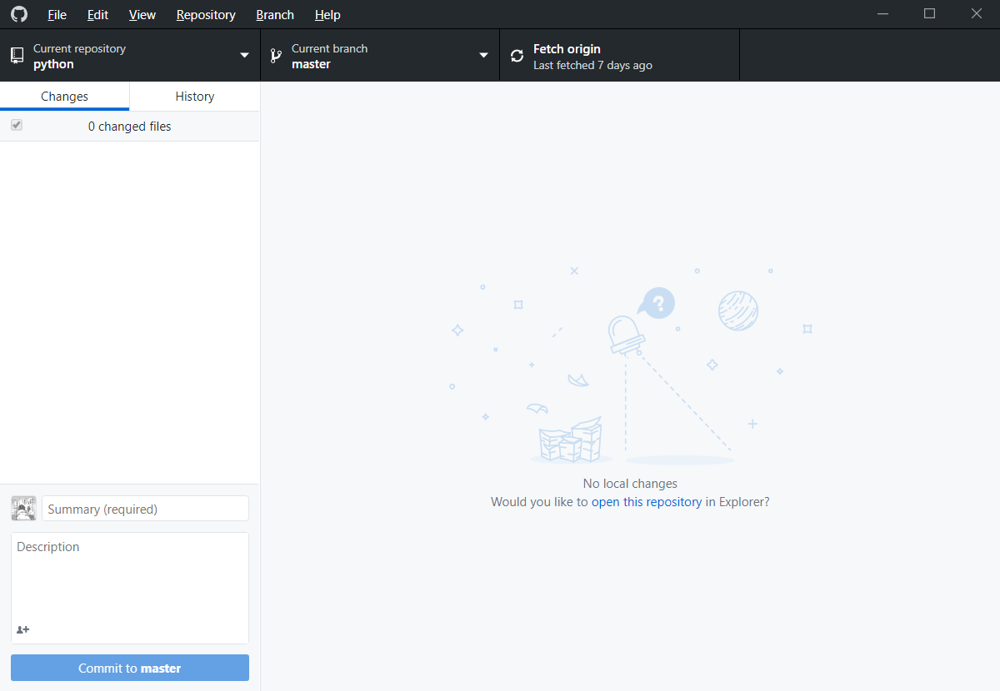 File Edit View Repository Branch Help
Current repository
python
Current branch
master
Fetch origin
Last fetched 7 days ago
Changes
History
0 changed files
?
No local changes
Would you like to open this repository in Explorer?
Summary (required)
Description
Commit to master